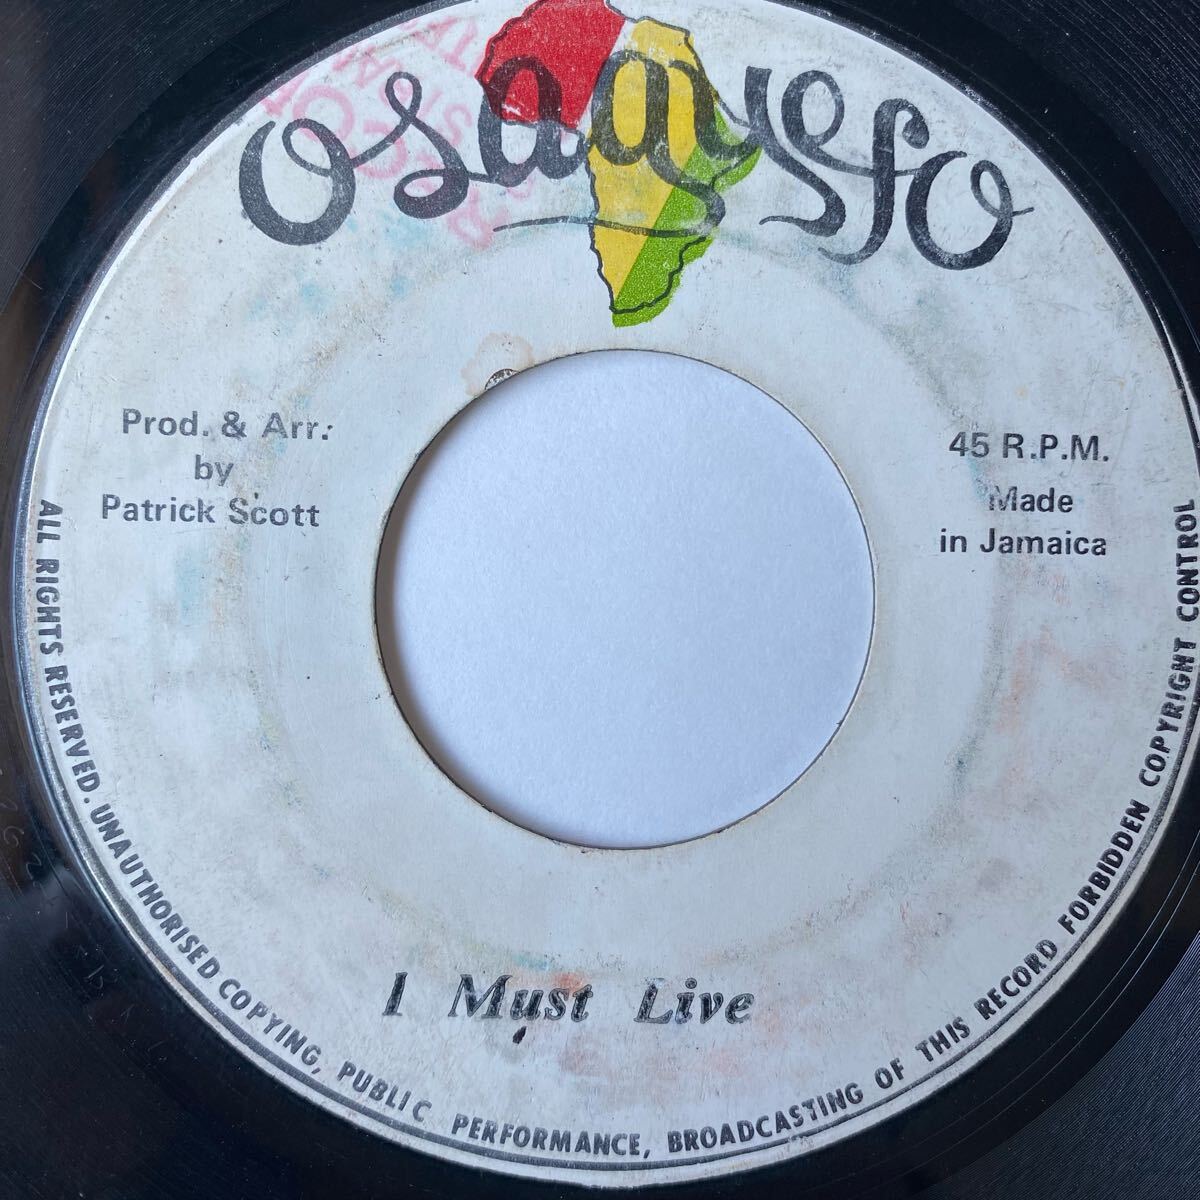 Osagyefo
Prod. & Arr.
by
Patrick Scott
45 R.P.M.
Made
in Jamaica
I Must Live
ALL RIGHTS RESERVED. UNAUTHORISED COPYING, PUBLIC PERFORMANCE, BROADCASTING OF THIS RECORD FORBIDDEN COPYRIGHT CONTROL